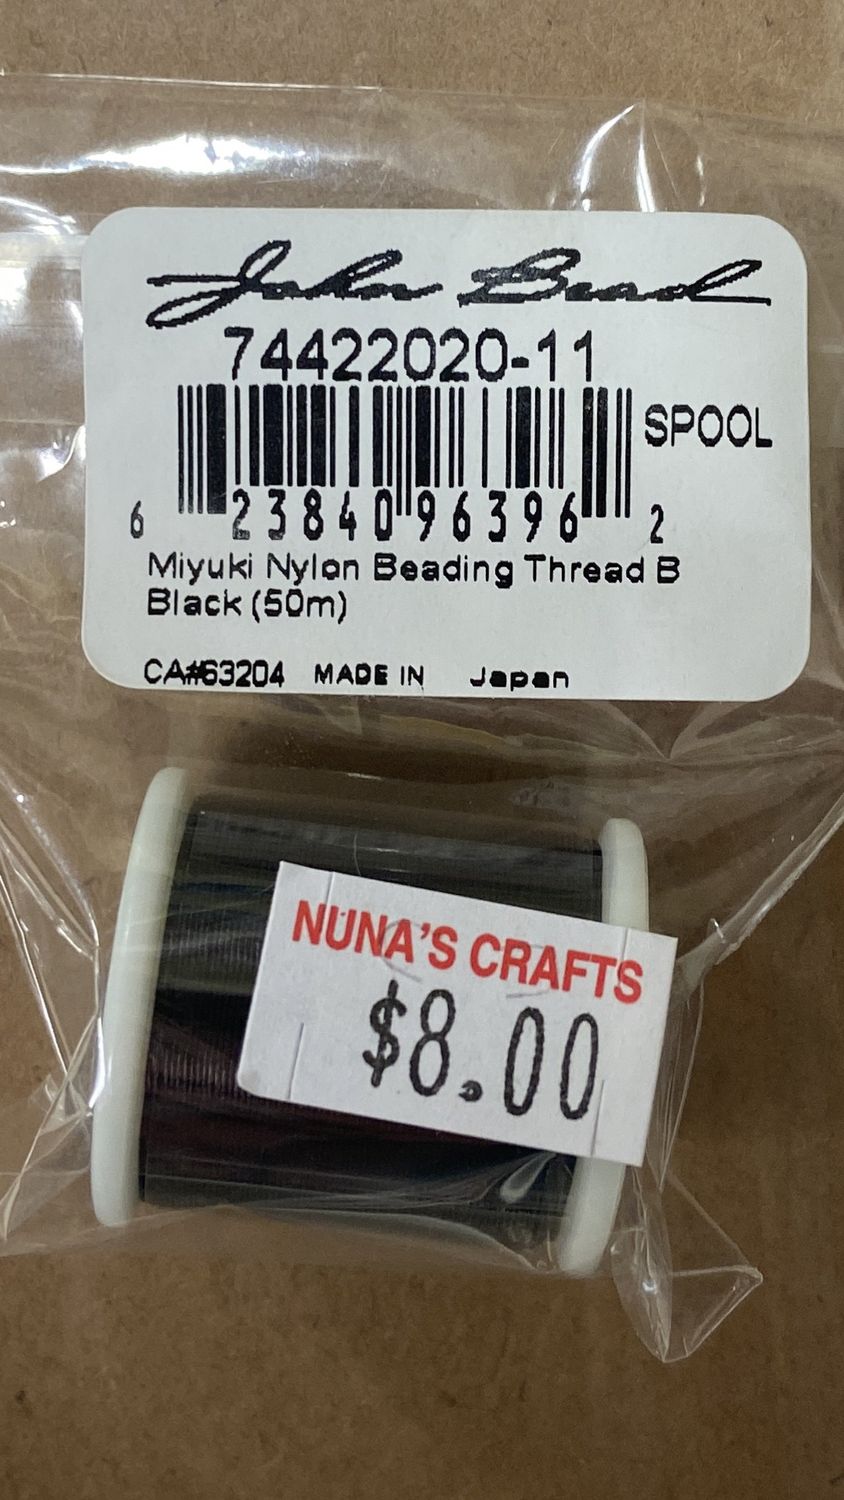 John Bead
74422020-11
SPOOL
6 23840 96396 2
Miyuki Nylon Beading Thread B
Black (50m)
CA#63204 MADE IN Japan
NUNA'S CRAFTS
$8.00